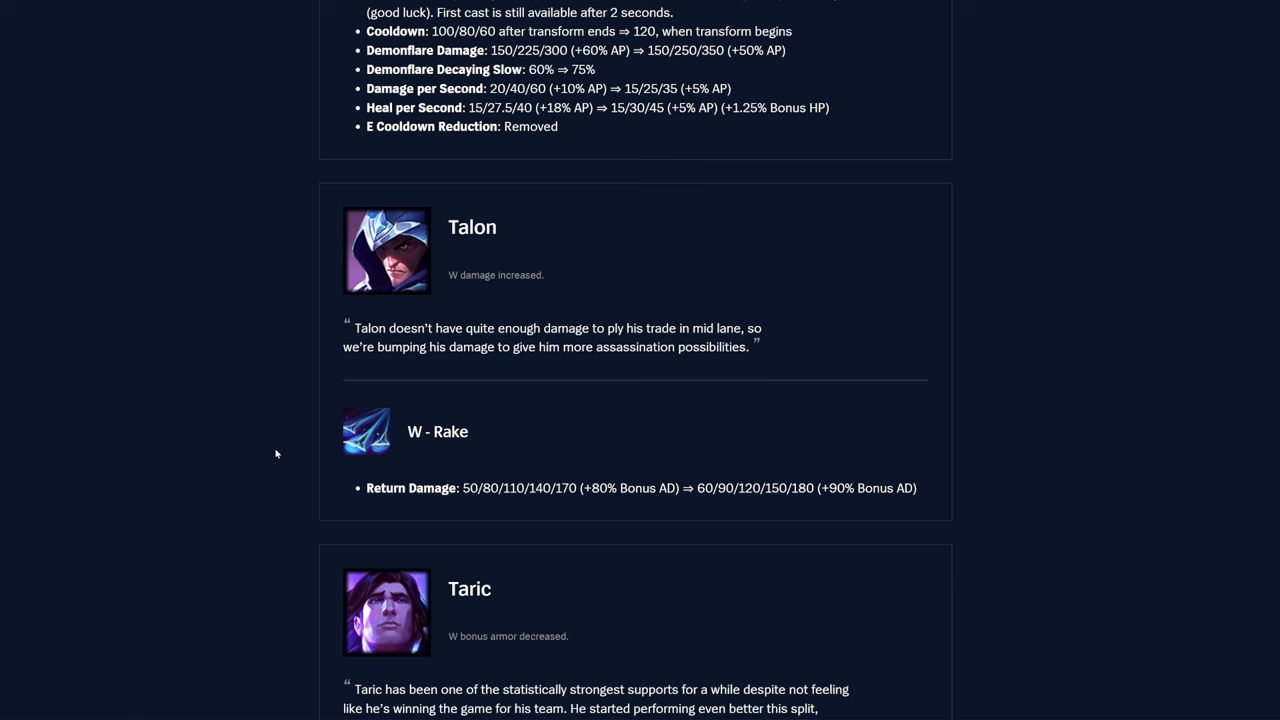 (good luck). First cast is still available after 2 seconds.
• Cooldown: 100/80/60 after transform ends ⇒ 120, when transform begins
• Demonflare Damage: 150/225/300 (+60% AP) ⇒ 150/250/350 (+50% AP)
• Demonflare Decaying Slow: 60% ⇒ 75%
• Damage per Second: 20/40/60 (+10% AP) ⇒ 15/25/35 (+5% AP)
• Heal per Second: 15/27.5/40 (+18% AP) ⇒ 15/30/45 (+5% AP) (+1.25% Bonus HP)
• E Cooldown Reduction: Removed
Talon
W damage increased.
“ Talon doesn't have quite enough damage to ply his trade in mid lane, so
we're bumping his damage to give him more assassination possibilities. ”
W - Rake
• Return Damage: 50/80/110/140/170 (+80% Bonus AD) ⇒ 60/90/120/150/180 (+90% Bonus AD)
Taric
W bonus armor decreased.
“ Taric has been one of the statistically strongest supports for a while despite not feeling
like he's winning the game for his team. He started performing even better this split,